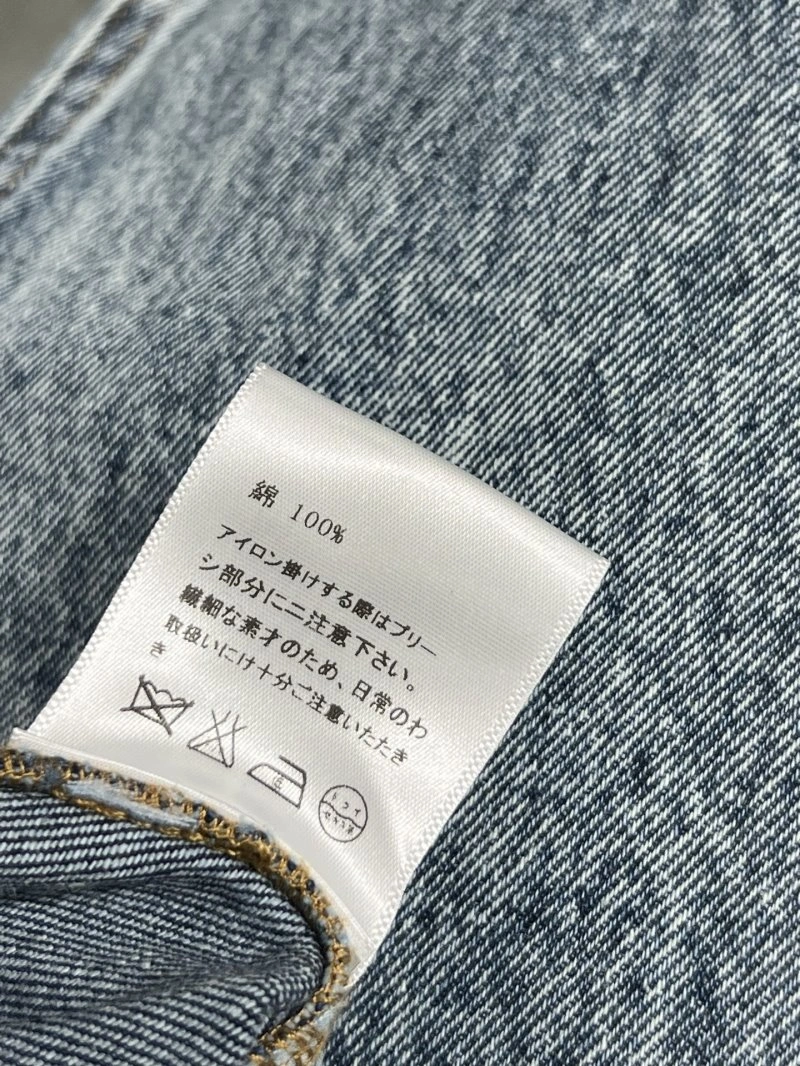 綿 100%
アイロン掛けする際はプリー
シ部分に二注意下さい。
繊細な素才のため、日常のわ
取扱いにけ十分ご注意いたたき
き